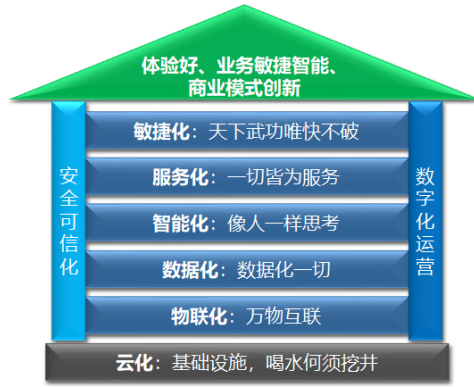 体验好、业务敏捷智能、
商业模式创新
安全可信化
敏捷化：天下武功唯快不破
服务化：一切皆为服务
智能化：像人一样思考
数据化：数据化一切
物联化：万物互联
数字化运营
云化：基础设施，喝水何须挖井